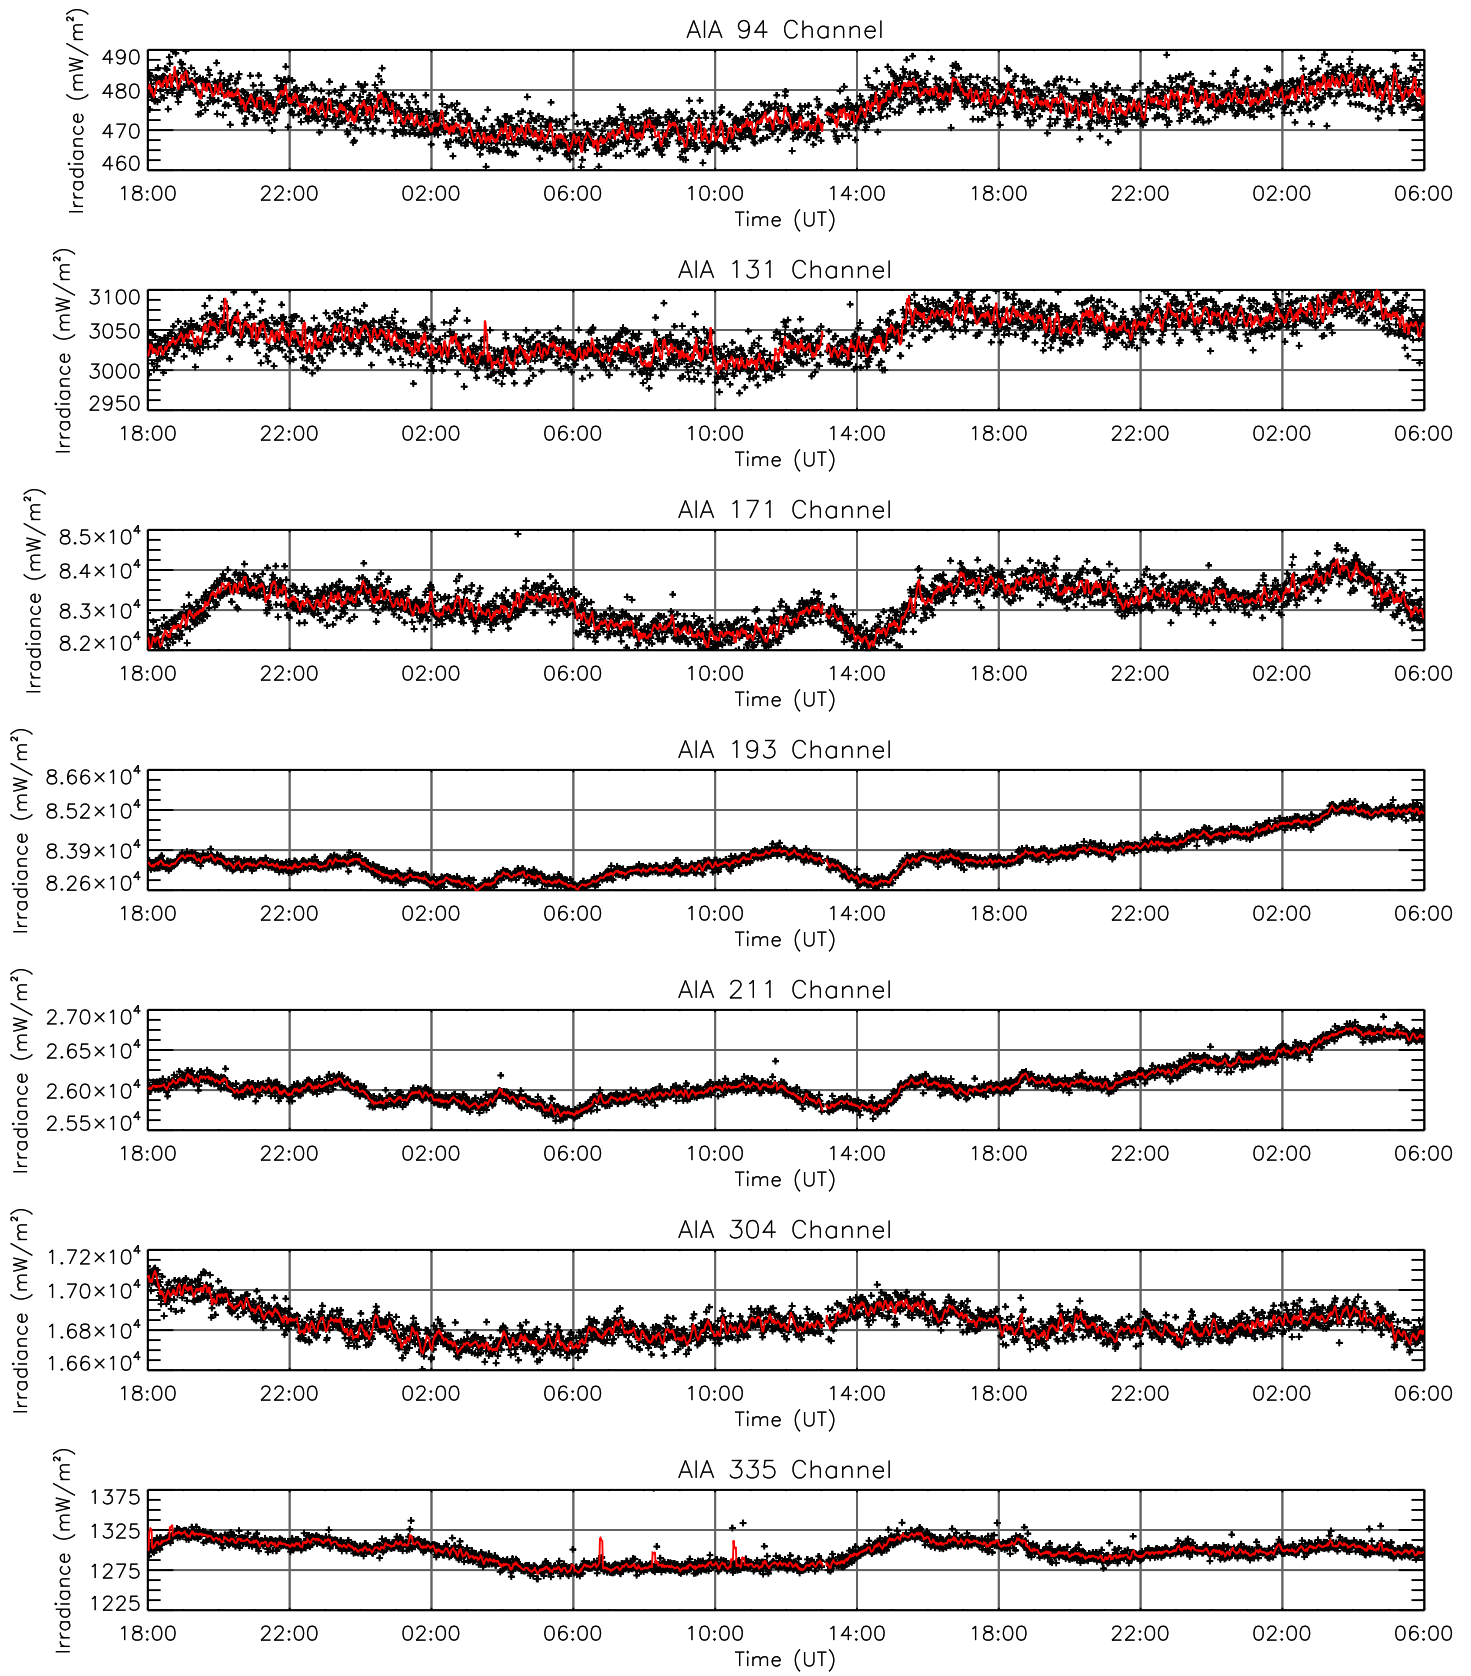 AIA 94 Channel
Irradiance (mW/m²)
490
480
470
460
18:00 22:00 02:00 06:00 10:00 14:00 18:00 22:00 02:00 06:00
Time (UT)
AIA 131 Channel
Irradiance (mW/m²)
3100
3050
3000
2950
18:00 22:00 02:00 06:00 10:00 14:00 18:00 22:00 02:00 06:00
Time (UT)
AIA 171 Channel
Irradiance (mW/m²)
8.5×10⁴
8.4×10⁴
8.3×10⁴
8.2×10⁴
18:00 22:00 02:00 06:00 10:00 14:00 18:00 22:00 02:00 06:00
Time (UT)
AIA 193 Channel
Irradiance (mW/m²)
8.66×10⁴
8.52×10⁴
8.39×10⁴
8.26×10⁴
18:00 22:00 02:00 06:00 10:00 14:00 18:00 22:00 02:00 06:00
Time (UT)
AIA 211 Channel
Irradiance (mW/m²)
2.70×10⁴
2.65×10⁴
2.60×10⁴
2.55×10⁴
18:00 22:00 02:00 06:00 10:00 14:00 18:00 22:00 02:00 06:00
Time (UT)
AIA 304 Channel
Irradiance (mW/m²)
1.72×10⁴
1.70×10⁴
1.68×10⁴
1.66×10⁴
18:00 22:00 02:00 06:00 10:00 14:00 18:00 22:00 02:00 06:00
Time (UT)
AIA 335 Channel
Irradiance (mW/m²)
1375
1325
1275
1225
18:00 22:00 02:00 06:00 10:00 14:00 18:00 22:00 02:00 06:00
Time (UT)